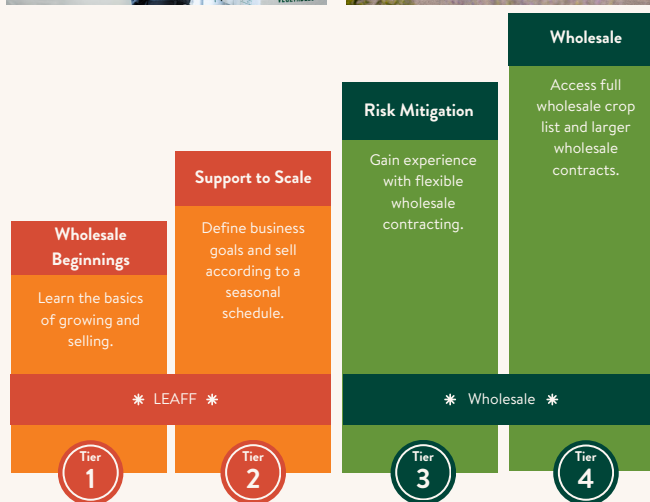 Wholesale
Beginnings
Learn the basics
of growing and
selling.
Support to Scale
Define business
goals and sell
according to a
seasonal
schedule.
Risk Mitigation
Gain experience
with flexible
wholesale
contracting.
Wholesale
Access full
wholesale crop
list and larger
wholesale
contracts.
LEAFF
Wholesale
Tier
1
Tier
2
Tier
3
Tier
4